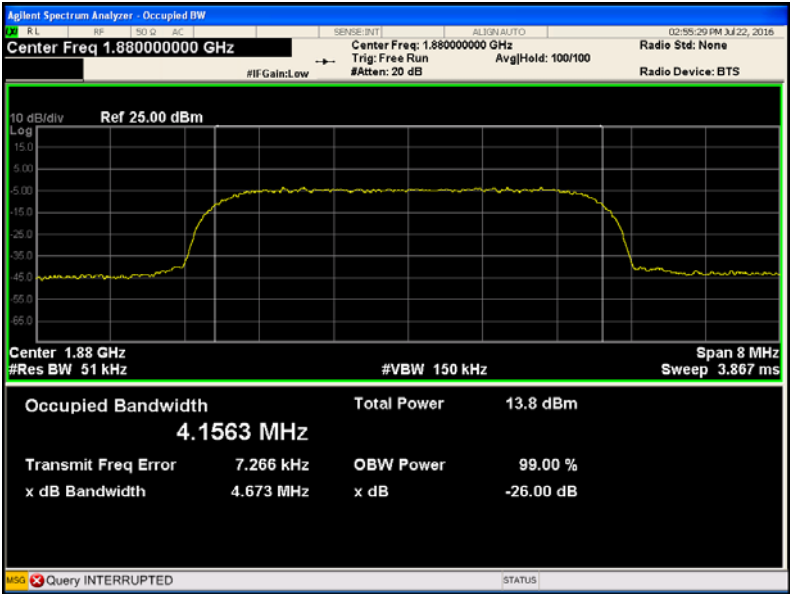 Agilent Spectrum Analyzer - Occupied BW
RL RF 50 Ω AC SENSE:INT ALIGN AUTO 02:55:29 PM Jul 22, 2016
Center Freq 1.880000000 GHz Center Freq: 1.880000000 GHz Radio Std: None
Trig: Free Run Avg|Hold: 100/100
#IFGain:Low #Atten: 20 dB Radio Device: BTS
10 dB/div Ref 25.00 dBm
Log
15.0
5.00
-5.00
-15.0
-25.0
-35.0
-45.0
-55.0
-65.0
Center 1.88 GHz Span 8 MHz
#Res BW 51 kHz #VBW 150 kHz Sweep 3.867 ms
Occupied Bandwidth Total Power 13.8 dBm
4.1563 MHz
Transmit Freq Error 7.266 kHz OBW Power 99.00 %
x dB Bandwidth 4.673 MHz x dB -26.00 dB
MSG Query INTERRUPTED STATUS